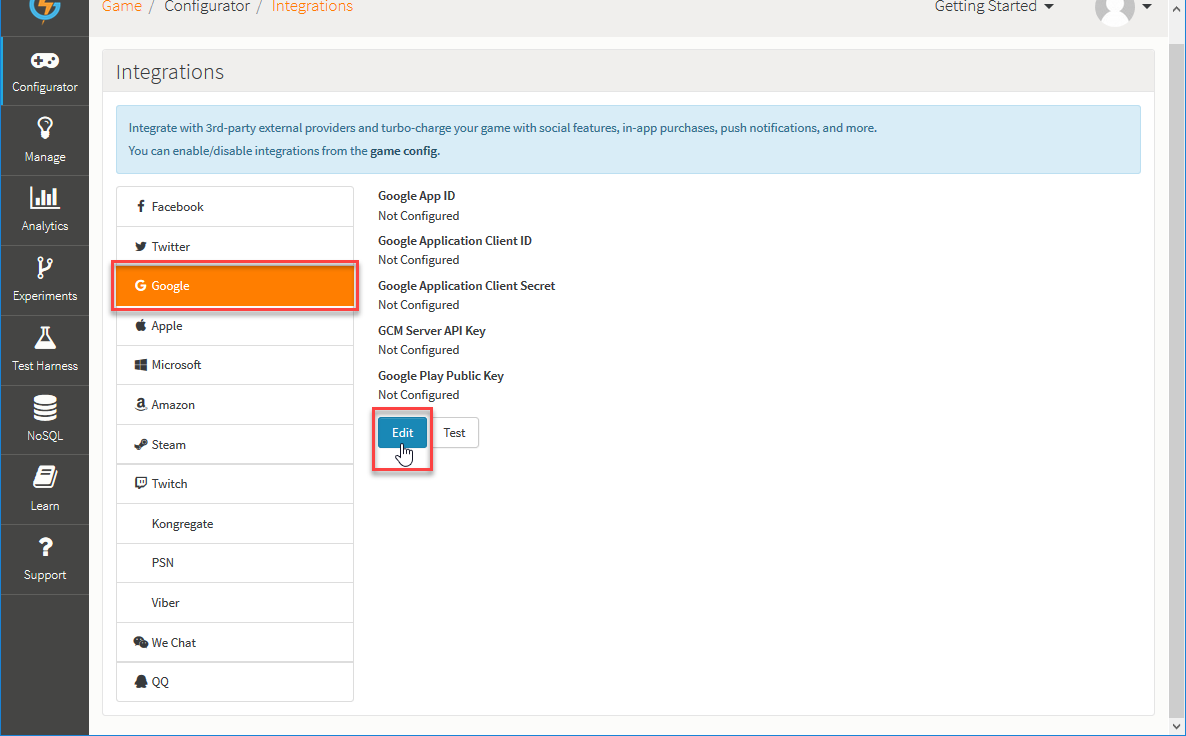 Game / Configurator / Integrations
Getting Started
Configurator
Manage
Analytics
Experiments
Test Harness
NoSQL
Learn
Support
Integrations
Integrate with 3rd-party external providers and turbo-charge your game with social features, in-app purchases, push notifications, and more.
You can enable/disable integrations from the game config.
Facebook
Twitter
Google
Apple
Microsoft
Amazon
Steam
Twitch
Kongregate
PSN
Viber
We Chat
QQ
Google App ID
Not Configured
Google Application Client ID
Not Configured
Google Application Client Secret
Not Configured
GCM Server API Key
Not Configured
Google Play Public Key
Not Configured
Edit
Test